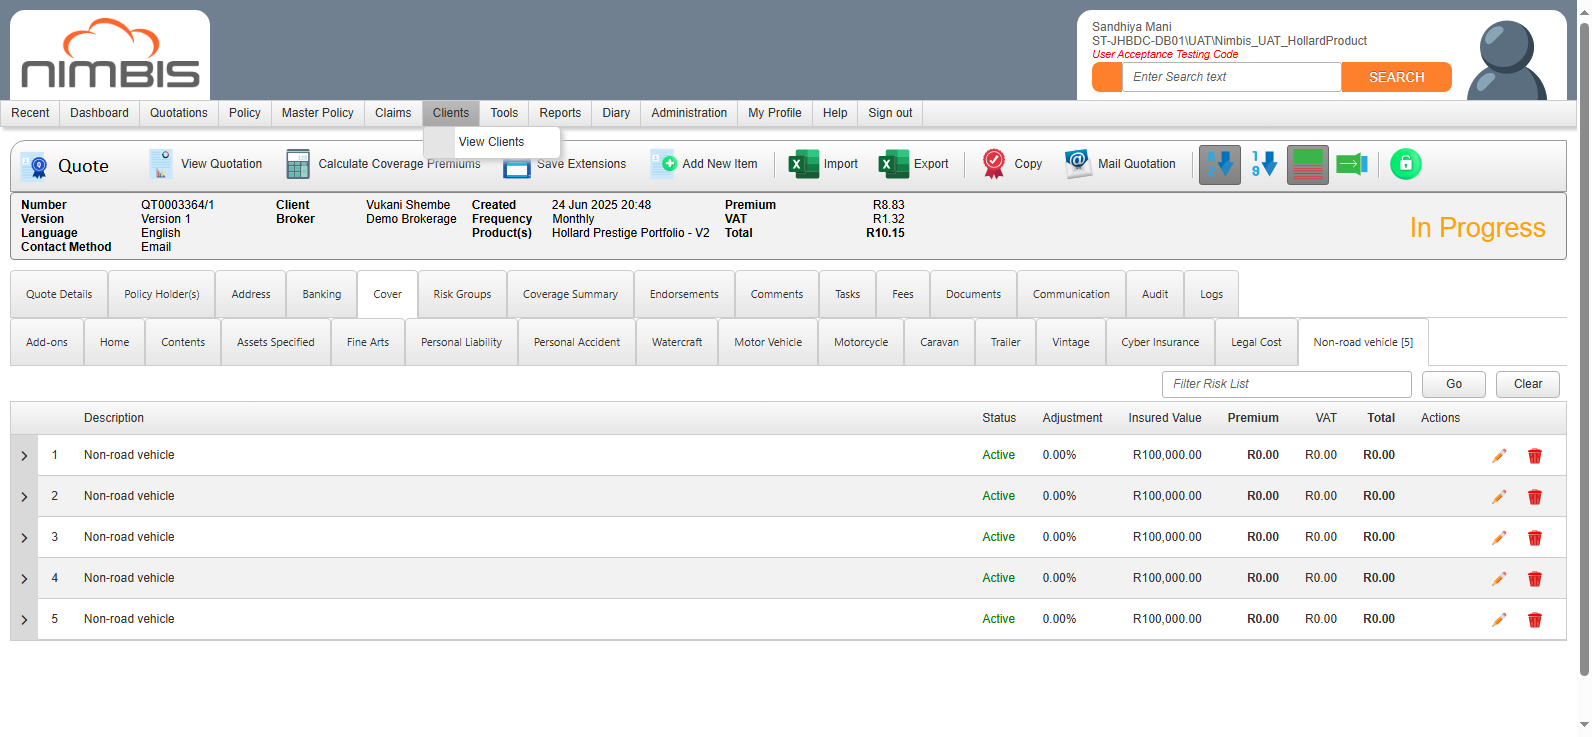 NIMBIS
Sandhiya Mani
ST-JHBDC-DB01\UAT\Nimbis_UAT_HollardProduct
User Acceptance Testing Code
Enter Search text SEARCH
Recent Dashboard Quotations Policy Master Policy Claims Clients Tools Reports Diary Administration My Profile Help Sign out
View Clients
Quote View Quotation Calculate Coverage Premiums Save Extensions Add New Item Import Export Copy Mail Quotation
Number QT0003364/1 Client Vukani Shembe Created 24 Jun 2025 20:48 Premium R8.83
Version Version 1 Broker Demo Brokerage Frequency Monthly VAT R1.32
Language English Product(s) Hollard Prestige Portfolio - V2 Total R10.15
Contact Method Email
In Progress
Quote Details Policy Holder(s) Address Banking Cover Risk Groups Coverage Summary Endorsements Comments Tasks Fees Documents Communication Audit Logs
Add-ons Home Contents Assets Specified Fine Arts Personal Liability Personal Accident Watercraft Motor Vehicle Motorcycle Caravan Trailer Vintage Cyber Insurance Legal Cost Non-road vehicle [5]
Filter Risk List Go Clear
Description Status Adjustment Insured Value Premium VAT Total Actions
1 Non-road vehicle Active 0.00% R100,000.00 R0.00 R0.00 R0.00
2 Non-road vehicle Active 0.00% R100,000.00 R0.00 R0.00 R0.00
3 Non-road vehicle Active 0.00% R100,000.00 R0.00 R0.00 R0.00
4 Non-road vehicle Active 0.00% R100,000.00 R0.00 R0.00 R0.00
5 Non-road vehicle Active 0.00% R100,000.00 R0.00 R0.00 R0.00